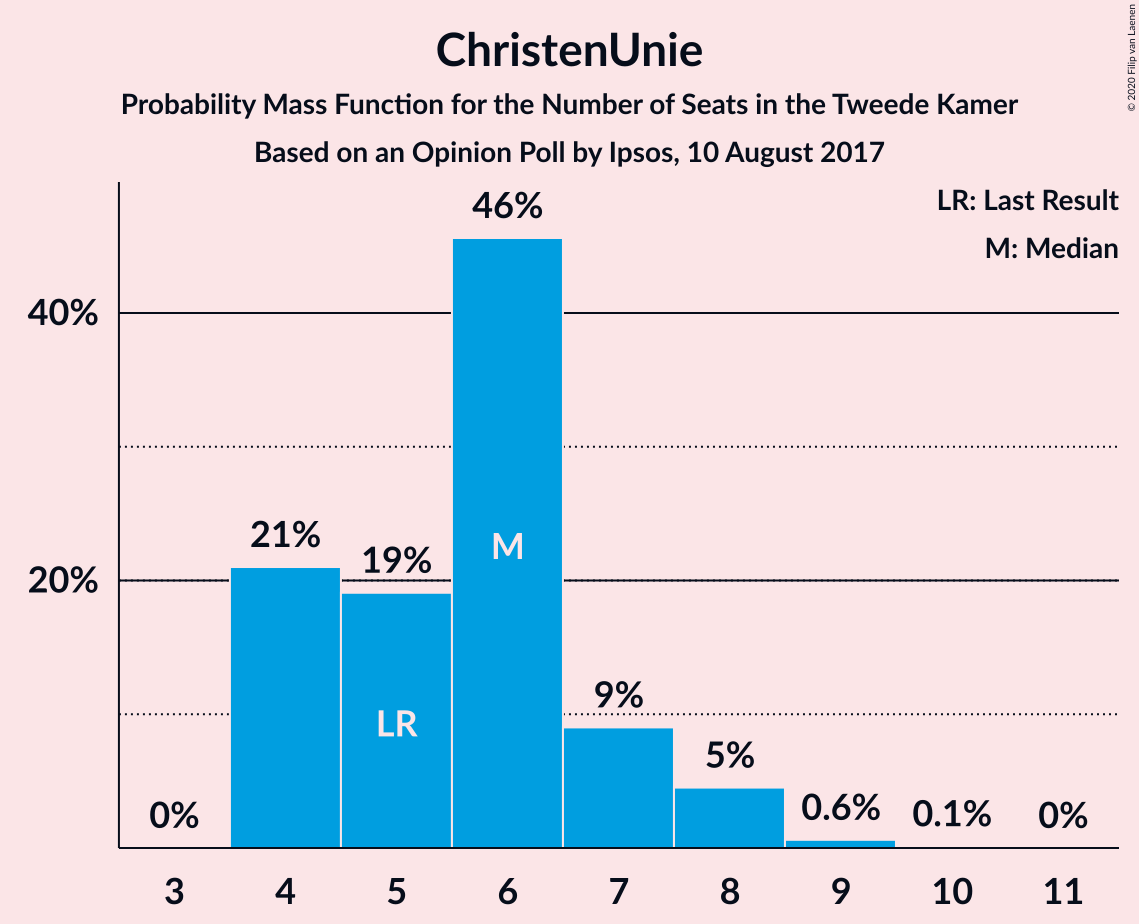 ChristenUnie
Probability Mass Function for the Number of Seats in the Tweede Kamer
Based on an Opinion Poll by Ipsos, 10 August 2017
© 2020 Filip van Laenen
LR: Last Result
M: Median
46%
40%
21%
19%
M
20%
9%
LR
5%
0%
0.6%
0.1%
0%
3 4 5 6 7 8 9 10 11